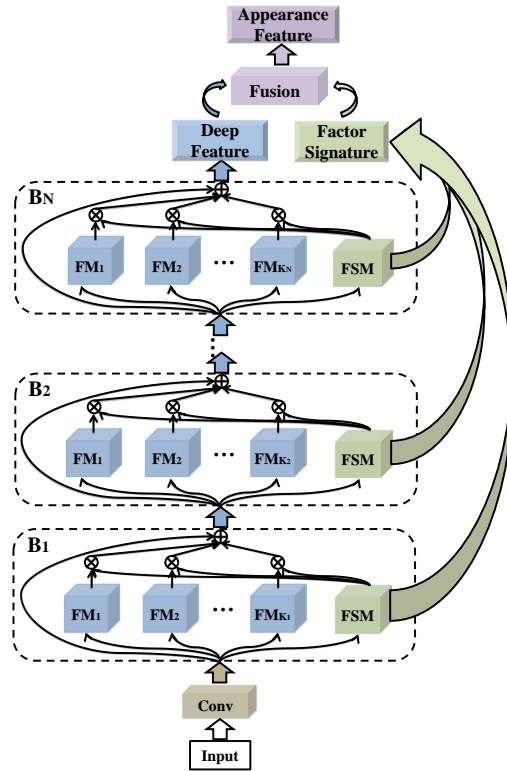 Appearance
Feature
Fusion
Deep
Feature
Factor
Signature
BN
FM1 FM2 ... FMKN FSM
...
B2
FM1 FM2 ... FMK2 FSM
B1
FM1 FM2 ... FMK1 FSM
Conv
Input